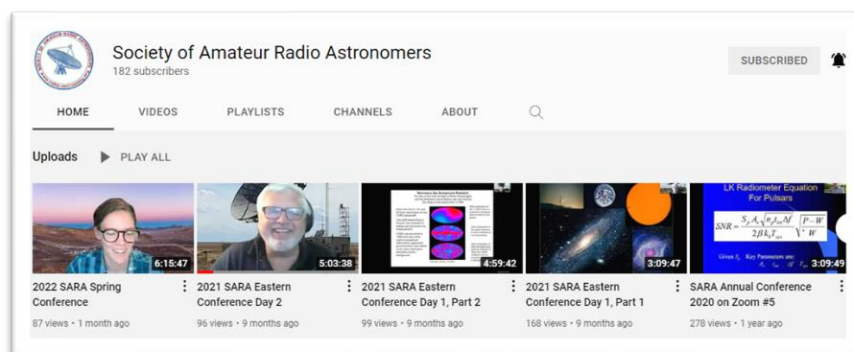 Society of Amateur Radio Astronomers
182 subscribers
SUBSCRIBED
HOME VIDEOS PLAYLISTS CHANNELS ABOUT
Uploads PLAY ALL
6:15:47
5:03:38
4:59:42
3:09:47
LK Radiometer Equation
For Pulsars
Key Parameters are:
3:09:49
2022 SARA Spring
Conference
87 views • 1 month ago
2021 SARA Eastern
Conference Day 2
96 views • 9 months ago
2021 SARA Eastern
Conference Day 1, Part 2
99 views • 9 months ago
2021 SARA Eastern
Conference Day 1, Part 1
168 views • 9 months ago
SARA Annual Conference
2020 on Zoom #5
278 views • 1 year ago